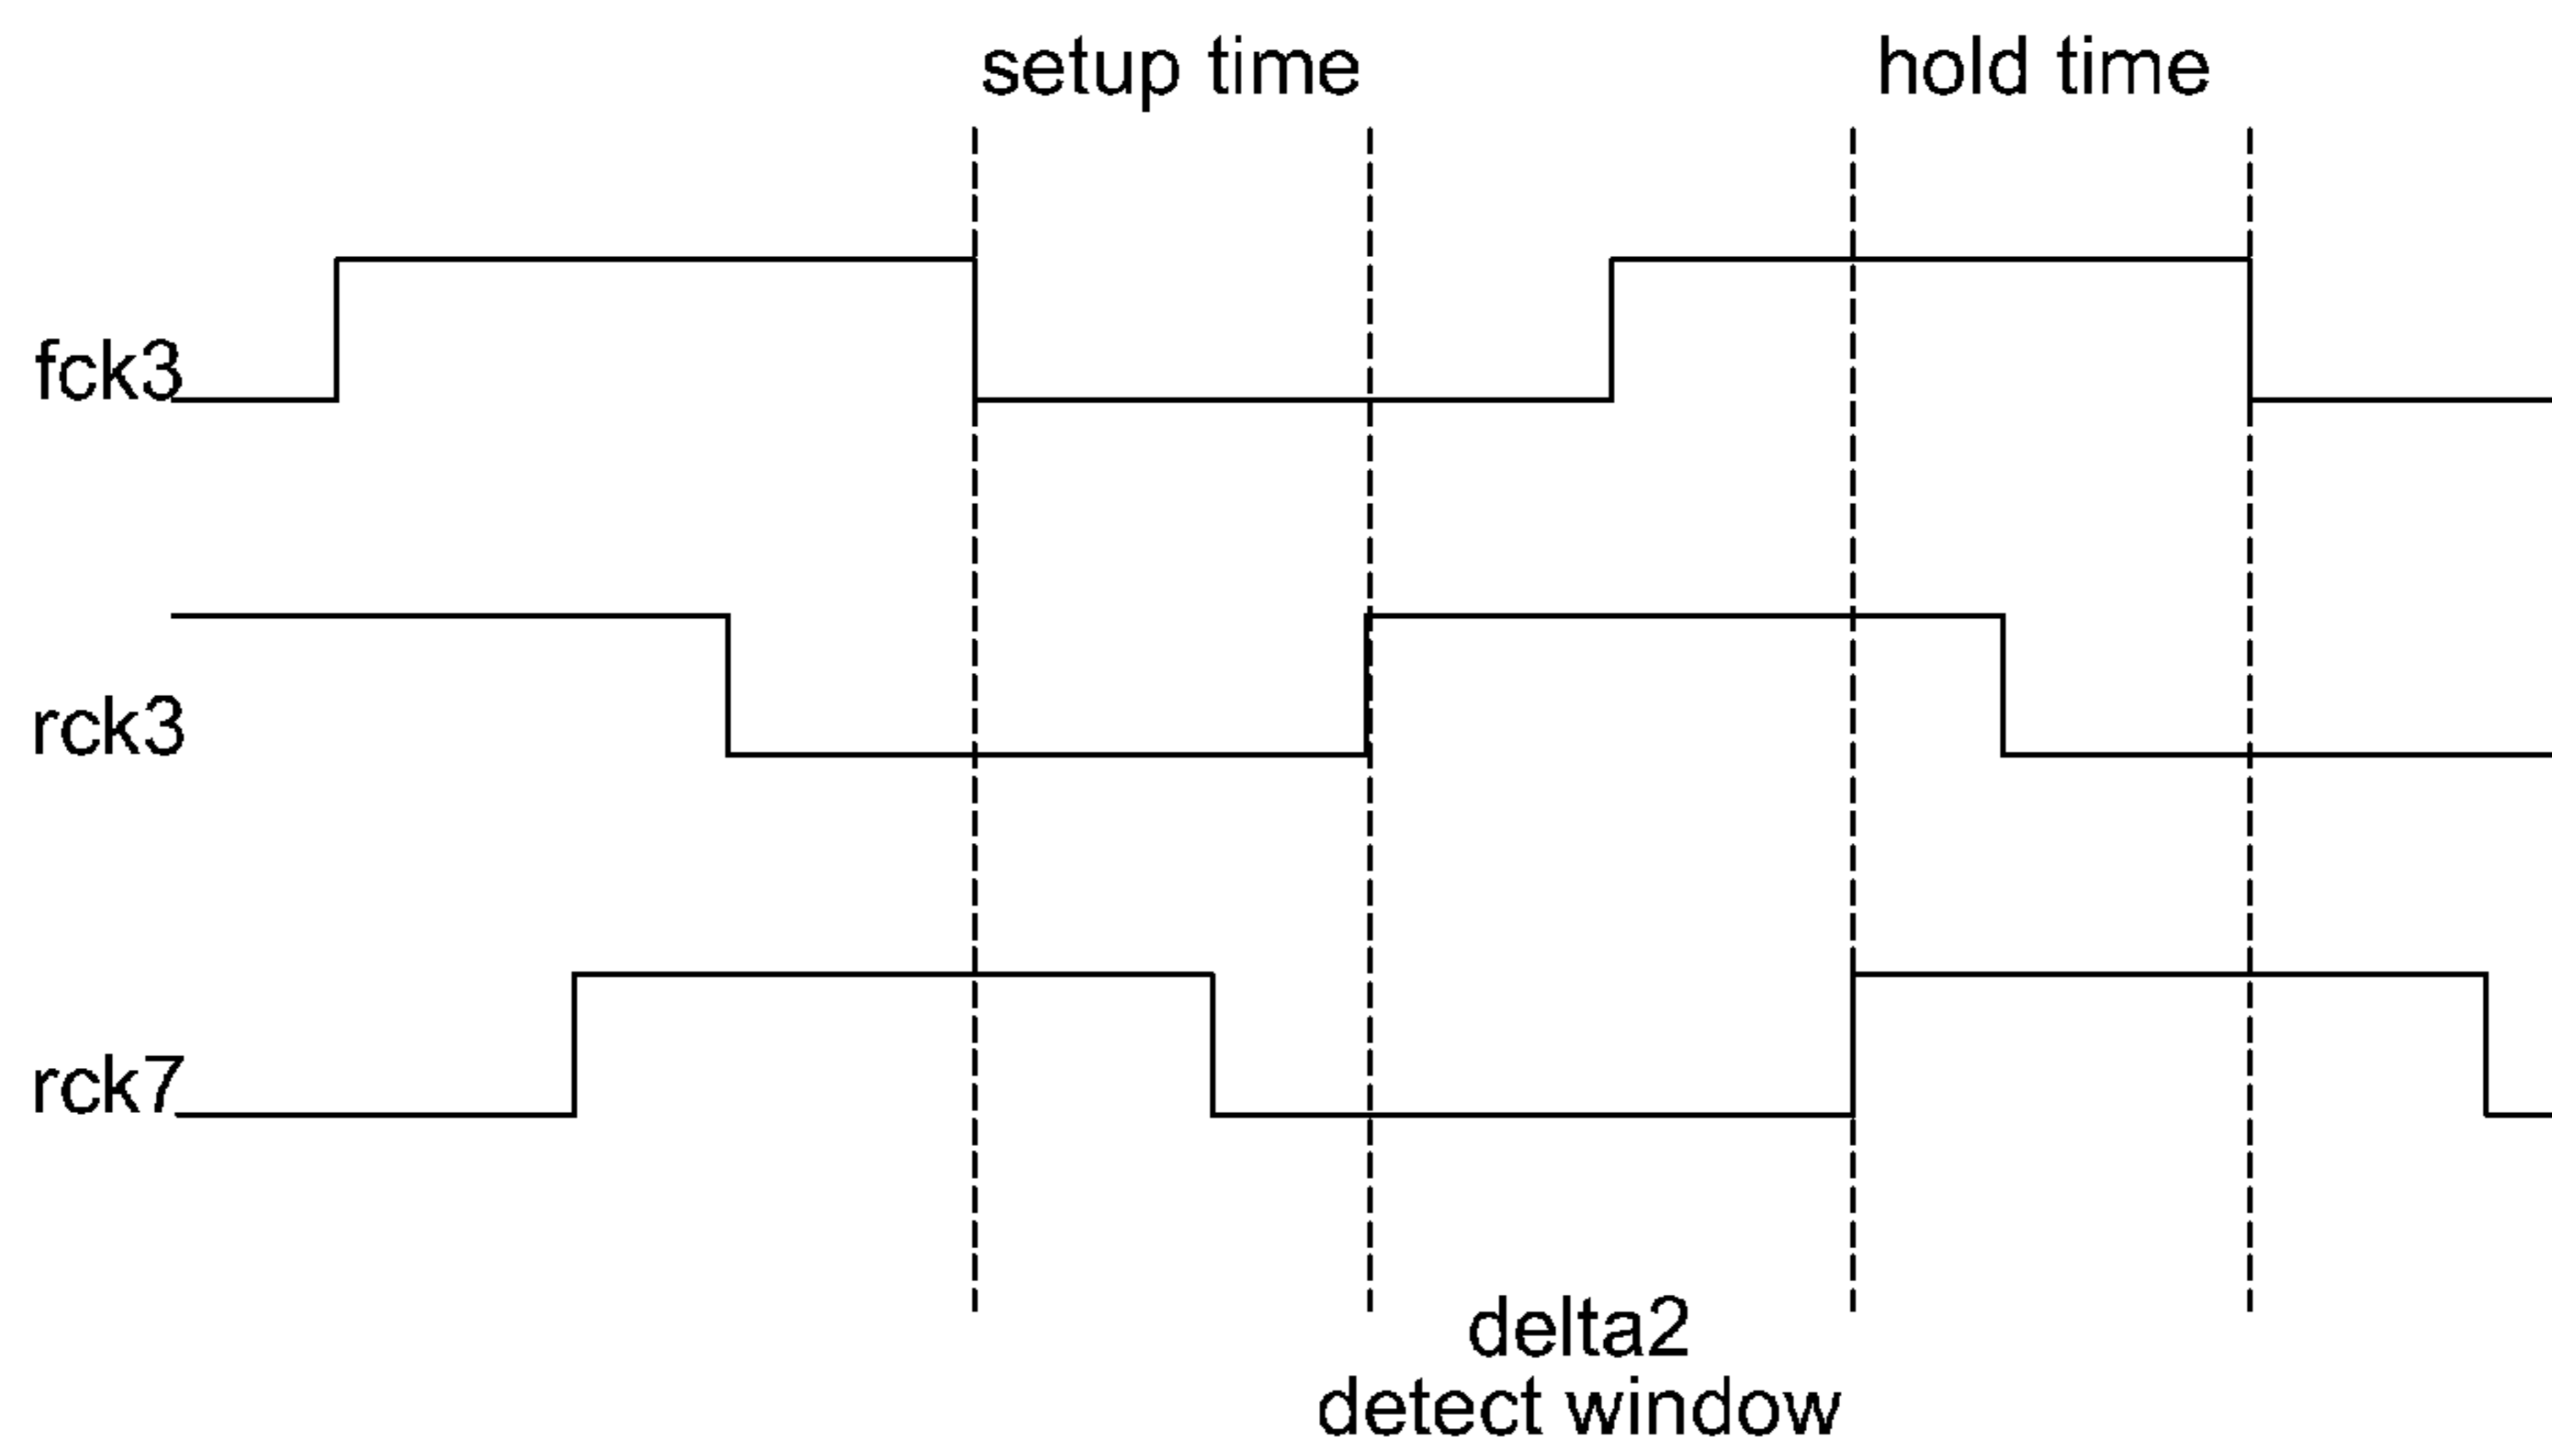 setup time
hold time
fck3
rck3
rck7
delta2
detect window